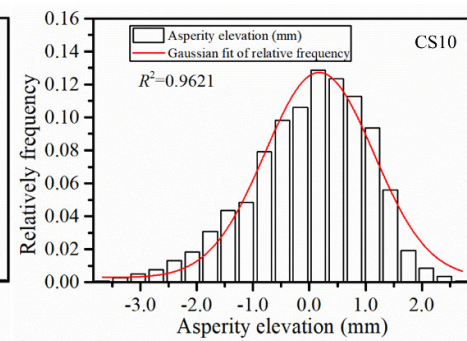 0.16
0.14
0.12
0.10
0.08
0.06
0.04
0.02
0.00
Relatively frequency
Asperity elevation (mm)
Gaussian fit of relative frequency
R²=0.9621
CS10
-3.0 -2.0 -1.0 0.0 1.0 2.0
Asperity elevation (mm)